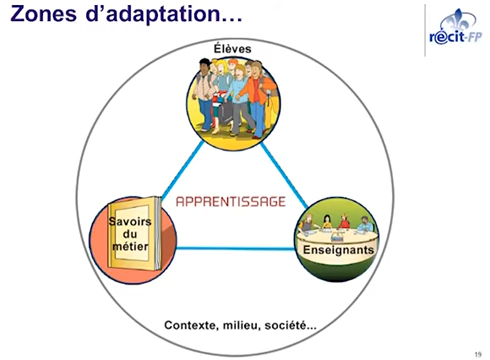 Zones d’adaptation…
récit-FP
Élèves
APPRENTISSAGE
Savoirs
du
métier
Enseignants
Contexte, milieu, société...
19